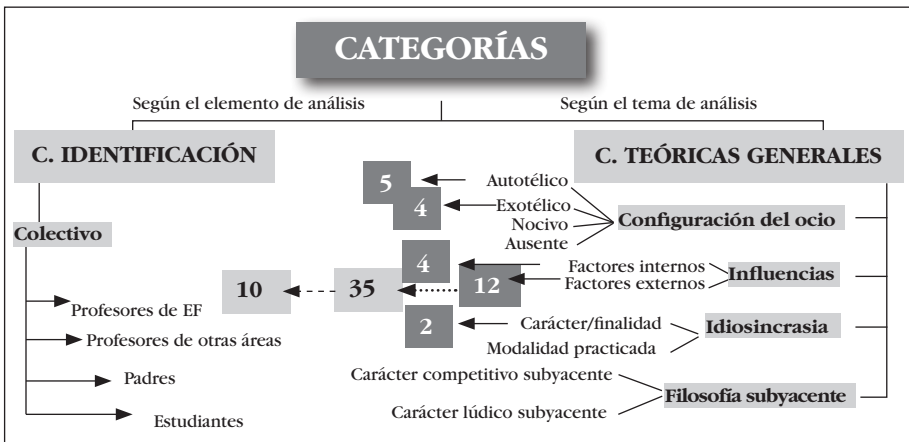 CATEGORÍAS
Según el elemento de análisis
Según el tema de análisis
C. IDENTIFICACIÓN
C. TEÓRICAS GENERALES
Colectivo
Profesores de EF
Profesores de otras áreas
Padres
Estudiantes
5
4
4
12
2
35
10
Autotélico
Exotélico
Nocivo
Ausente
Configuración del ocio
Factores internos
Factores externos
Influencias
Carácter/finalidad
Modalidad practicada
Idiosincrasia
Carácter competitivo subyacente
Carácter lúdico subyacente
Filosofía subyacente